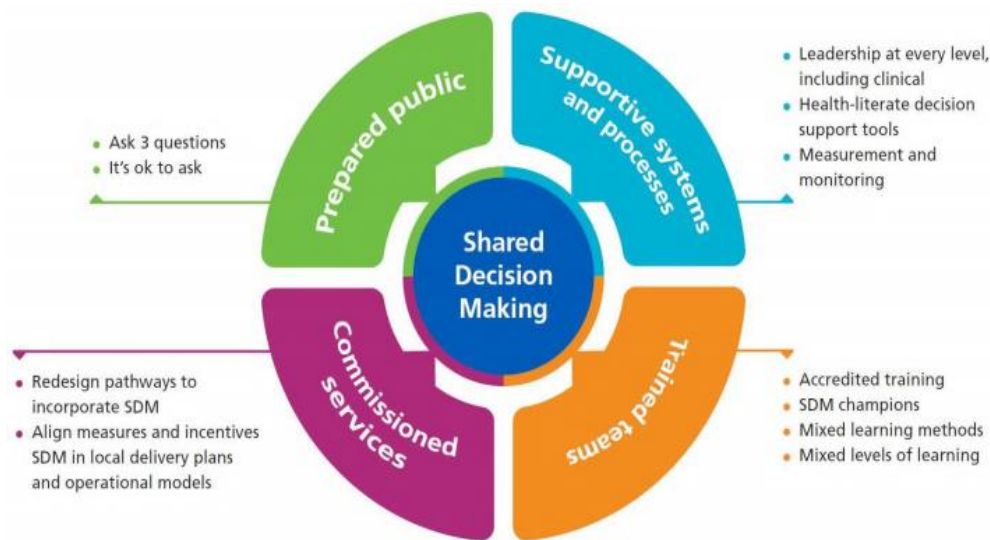 Prepared public
Ask 3 questions
It's ok to ask
Supportive systems
and processes
Leadership at every level,
including clinical
Health-literate decision
support tools
Measurement and
monitoring
Shared
Decision
Making
Commissioned
services
Redesign pathways to
incorporate SDM
Align measures and incentives
SDM in local delivery plans
and operational models
Trained teams
Accredited training
SDM champions
Mixed learning methods
Mixed levels of learning